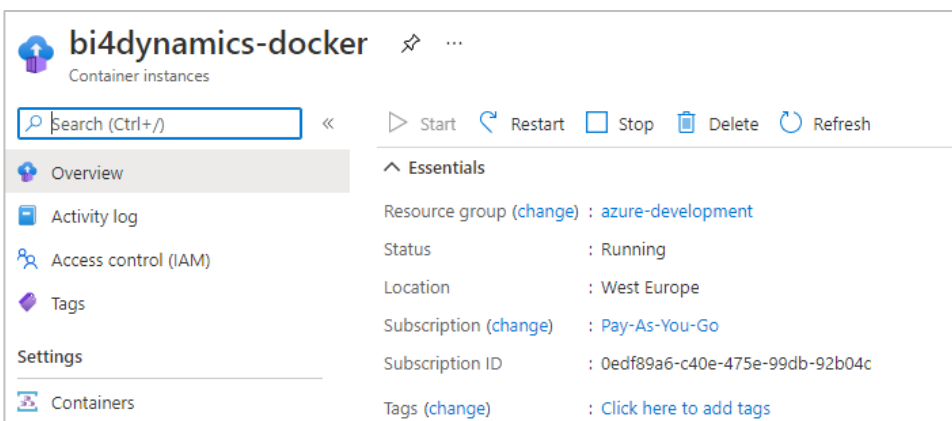 bi4dynamics-docker ...
Container instances
Search (Ctrl+/) «
Overview
Activity log
Access control (IAM)
Tags
Settings
Containers
Start Restart Stop Delete Refresh
Essentials
Resource group (change) : azure-development
Status : Running
Location : West Europe
Subscription (change) : Pay-As-You-Go
Subscription ID : 0edf89a6-c40e-475e-99db-92b04c
Tags (change) : Click here to add tags